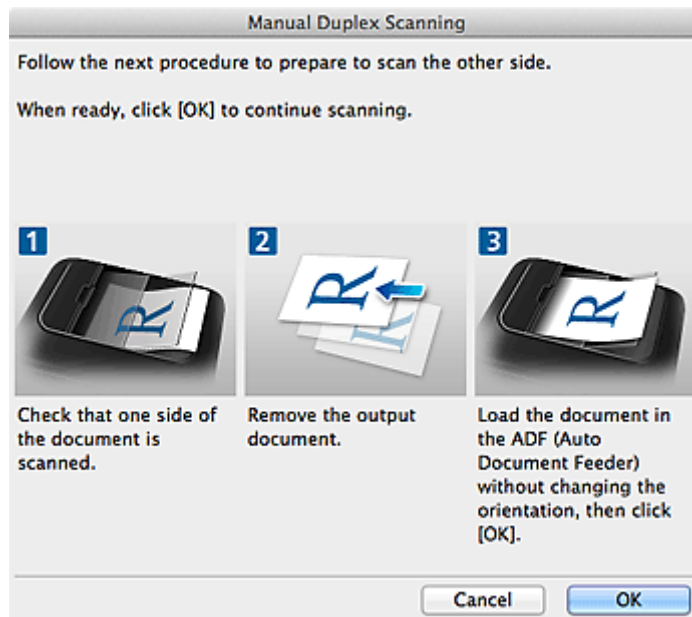 Manual Duplex Scanning
Follow the next procedure to prepare to scan the other side.
When ready, click [OK] to continue scanning.
1
2
3
R
R
R
R
Check that one side of
the document is
scanned.
Remove the output
document.
Load the document in
the ADF (Auto
Document Feeder)
without changing the
orientation, then click
[OK].
Cancel
OK